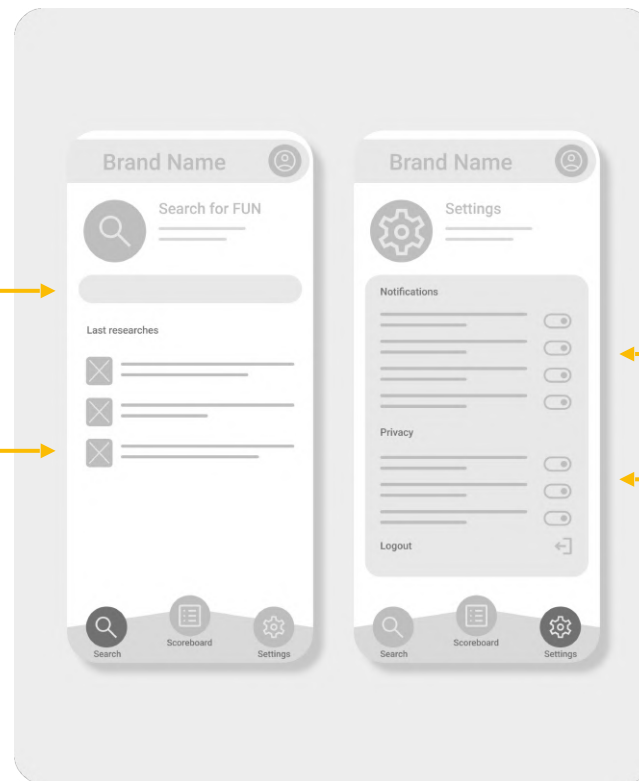 Brand Name
Search for FUN
Last researches
Search
Scoreboard
Settings
Brand Name
Settings
Notifications
Privacy
Logout
Search
Scoreboard
Settings